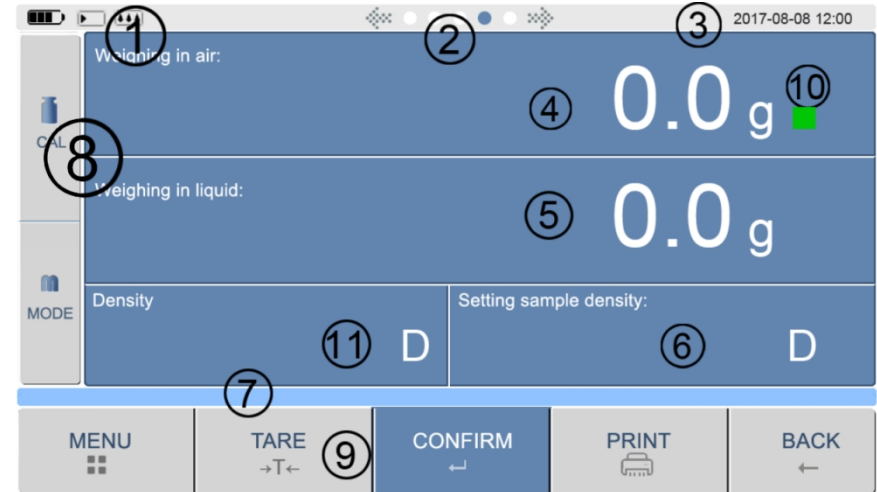 ① ② ③ 2017-08-08 12:00
Weighing in air:
④ 0.0 g ⑩
CAL
⑧
Weighing in liquid:
⑤ 0.0 g
MODE
Density
⑪ D
Setting sample density:
⑥ D
⑦
MENU
TARE
→T←
⑨
CONFIRM
PRINT
BACK